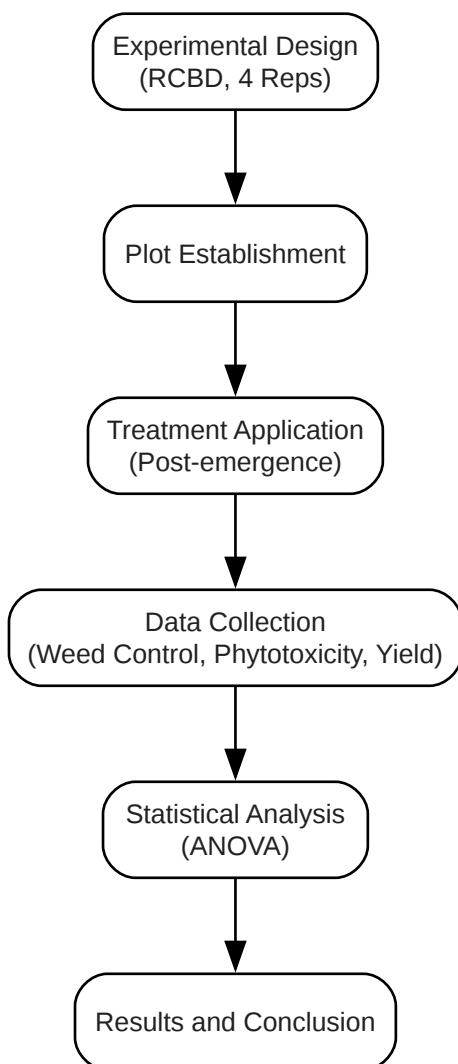 Experimental Design
(RCBD, 4 Reps)
Plot Establishment
Treatment Application
(Post-emergence)
Data Collection
(Weed Control, Phytotoxicity, Yield)
Statistical Analysis
(ANOVA)
Results and Conclusion